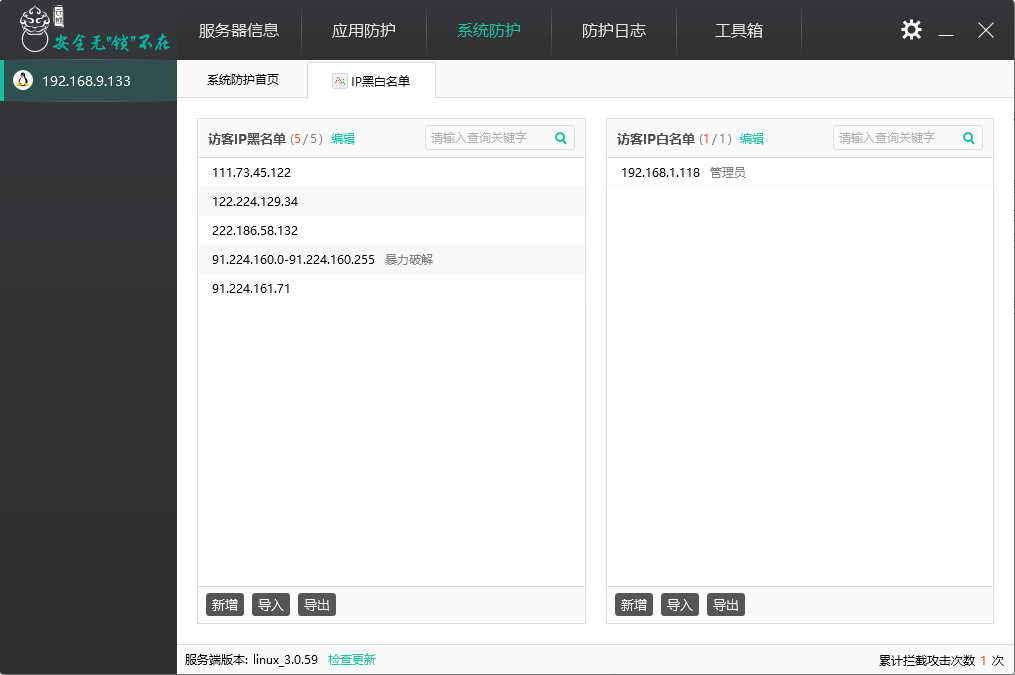 安全无"锁"不在
服务器信息 应用防护 系统防护 防护日志 工具箱
192.168.9.133
系统防护首页 IP黑白名单
访客IP黑名单 (5/5) 编辑 请输入查询关键字
111.73.45.122
122.224.129.34
222.186.58.132
91.224.160.0-91.224.160.255 暴力破解
91.224.161.71
新增 导入 导出
访客IP白名单 (1/1) 编辑 请输入查询关键字
192.168.1.118 管理员
新增 导入 导出
服务端版本: linux_3.0.59 检查更新
累计拦截攻击次数 1 次